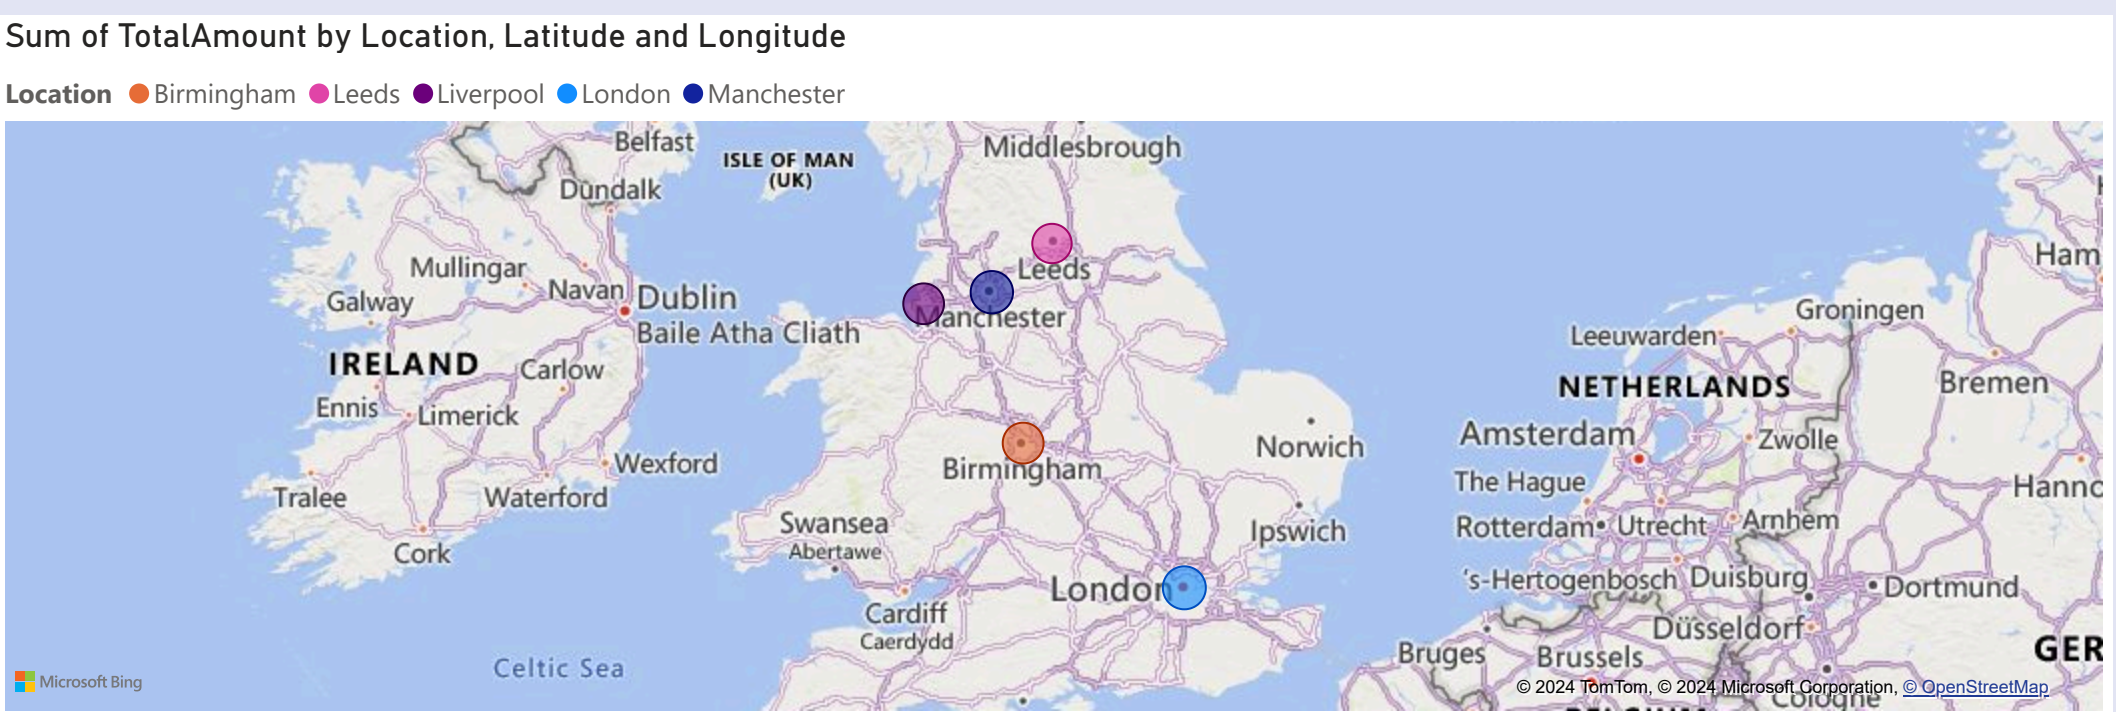 Sum of TotalAmount by Location, Latitude and Longitude
Location Birmingham Leeds Liverpool London Manchester
Belfast
ISLE OF MAN
(UK)
Middlesbrough
Dundalk
Mullingar
Navan
Galway
Dublin
Baile Atha Cliath
Leeds
Manchester
Ham
Groningen
Leeuwarden
IRELAND
Carlow
NETHERLANDS
Bremen
Ennis
Limerick
Amsterdam
Zwolle
Norwich
Wexford
Birmingham
The Hague
Hanno
Tralee
Waterford
Swansea
Abertawe
Ipswich
Rotterdam
Utrecht
Arnhem
Cork
London
's-Hertogenbosch
Duisburg
Dortmund
Cardiff
Caerdydd
Düsseldorf
Bruges
Brussels
GER
Celtic Sea
Microsoft Bing
© 2024 TomTom, © 2024 Microsoft Corporation, © OpenStreetMap
Cologne